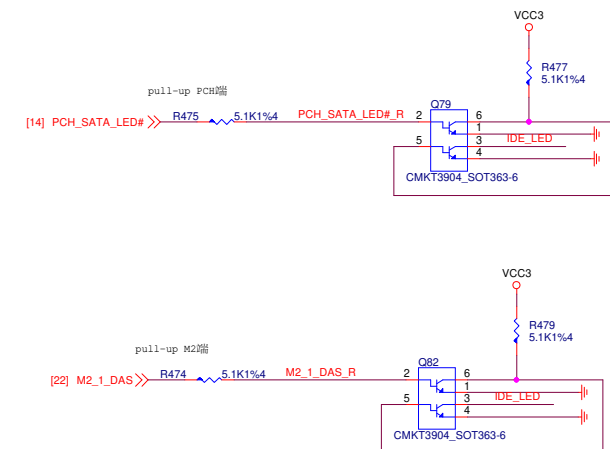 VCC3
R477
5.1K1%4
pull-up PCH端
[14] PCH_SATA_LED# R475 5.1K1%4 PCH_SATA_LED#_R 2 Q79 6
1
5 3 IDE_LED
4
CMKT3904_SOT363-6
VCC3
R479
5.1K1%4
pull-up M2端
[22] M2_1_DAS R474 5.1K1%4 M2_1_DAS_R 2 Q82 6
1
5 3 IDE_LED
4
CMKT3904_SOT363-6